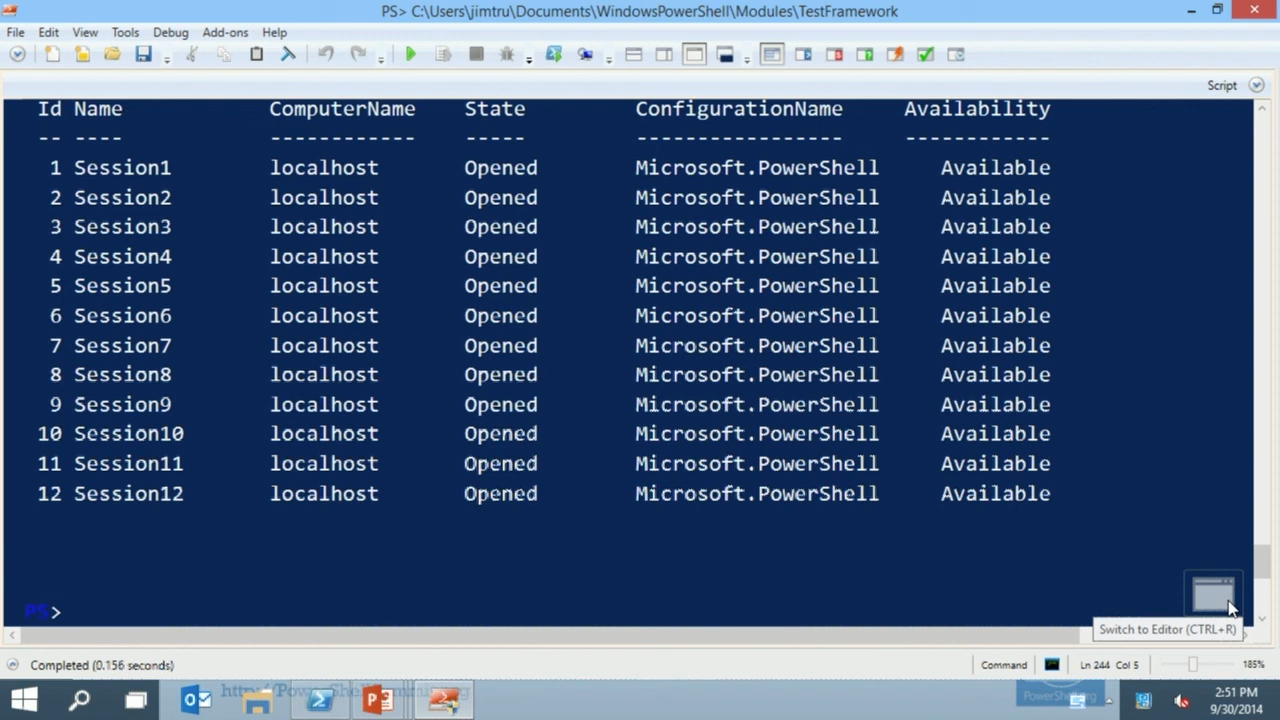 PS> C:\Users\jimtru\Documents\WindowsPowerShell\Modules\TestFramework
File Edit View Tools Debug Add-ons Help
Script
Id Name ComputerName State ConfigurationName Availability
-- ---- ------------ ----- ----------------- ------------
1 Session1 localhost Opened Microsoft.PowerShell Available
2 Session2 localhost Opened Microsoft.PowerShell Available
3 Session3 localhost Opened Microsoft.PowerShell Available
4 Session4 localhost Opened Microsoft.PowerShell Available
5 Session5 localhost Opened Microsoft.PowerShell Available
6 Session6 localhost Opened Microsoft.PowerShell Available
7 Session7 localhost Opened Microsoft.PowerShell Available
8 Session8 localhost Opened Microsoft.PowerShell Available
9 Session9 localhost Opened Microsoft.PowerShell Available
10 Session10 localhost Opened Microsoft.PowerShell Available
11 Session11 localhost Opened Microsoft.PowerShell Available
12 Session12 localhost Opened Microsoft.PowerShell Available
PS>
Switch to Editor (CTRL+R)
Completed (0.156 seconds) Command Ln 244 Col 5 185%
2:51 PM
9/30/2014